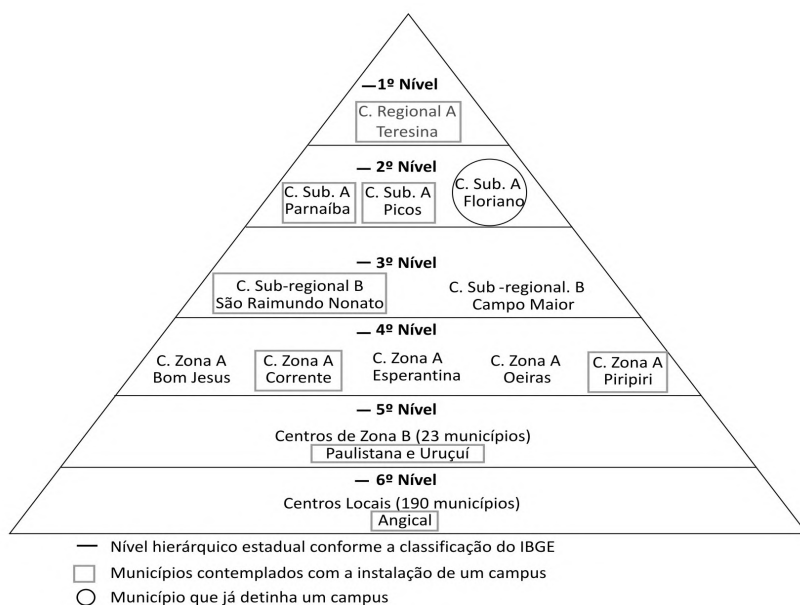 —1º Nível
C. Regional A
Teresina
— 2º Nível
C. Sub. A
Parnaíba
C. Sub. A
Picos
C. Sub. A
Floriano
— 3º Nível
C. Sub-regional B
São Raimundo Nonato
C. Sub -regional. B
Campo Maior
— 4º Nível
C. Zona A
Bom Jesus
C. Zona A
Corrente
C. Zona A
Esperantina
C. Zona A
Oeiras
C. Zona A
Piripiri
— 5º Nível
Centros de Zona B (23 municípios)
Paulistana e Uruçuí
— 6º Nível
Centros Locais (190 municípios)
Angical
— Nível hierárquico estadual conforme a classificação do IBGE
Municípios contemplados com a instalação de um campus
Município que já detinha um campus